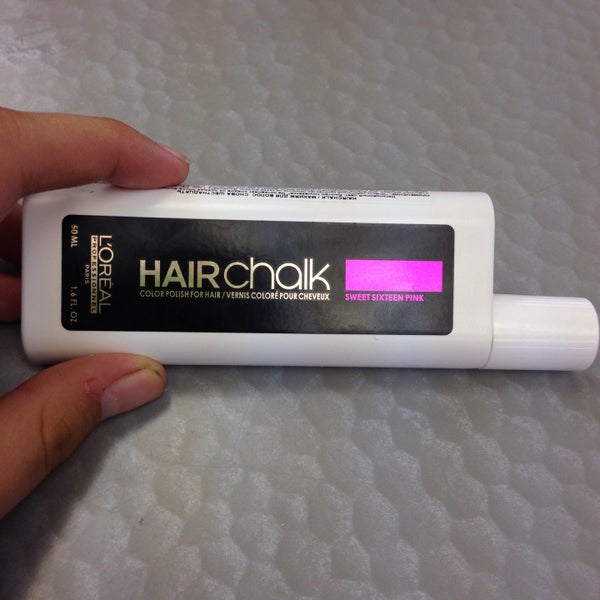 HAIRchalk
COLOR POLISH FOR HAIR / VERNIS COLORÉ POUR CHEVEUX
SWEET SIXTEEN PINK
L'ORÉAL
PROFESSIONNEL
PARIS
50 ML 1.6 FL OZ.